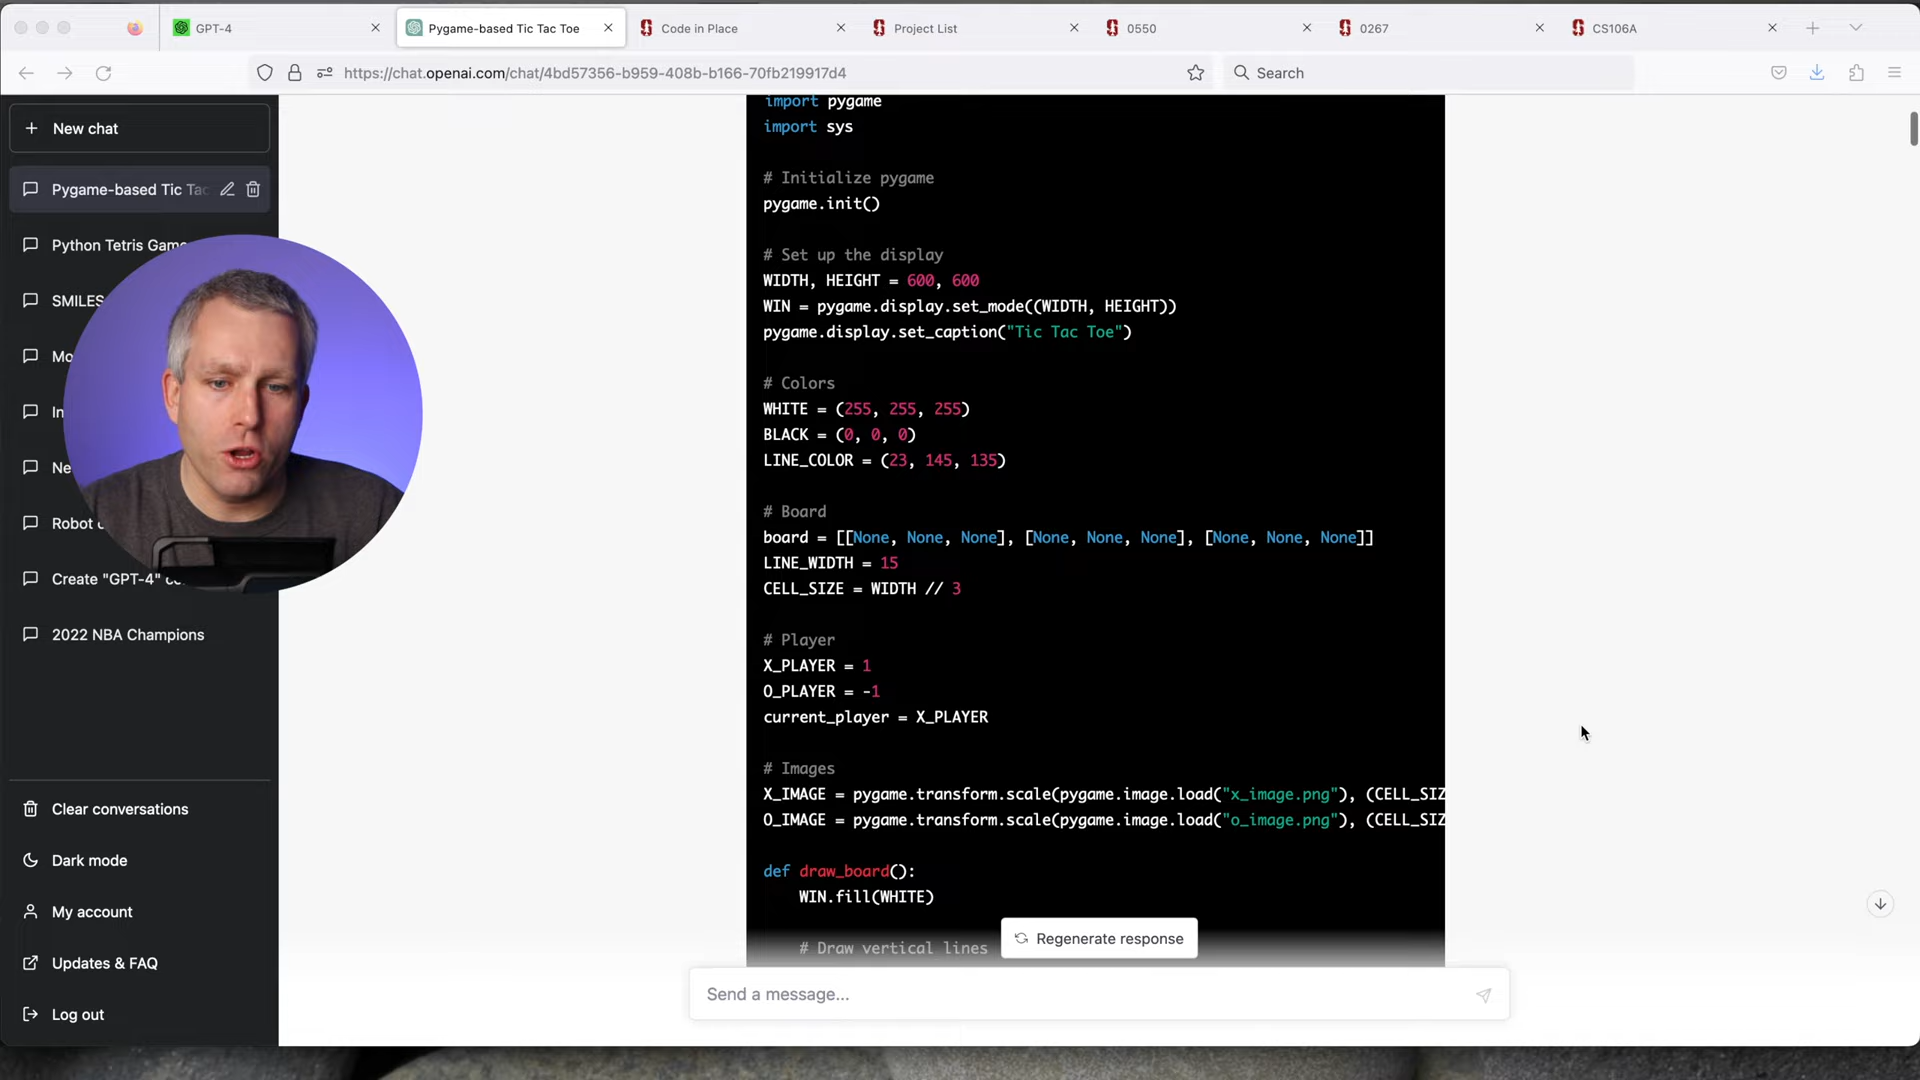 GPT-4
Pygame-based Tic Tac Toe
Code in Place
Project List
0550
0267
CS106A
https://chat.openai.com/chat/4bd57356-b959-408b-b166-70fb219917d4
Search
New chat
Pygame-based Tic Tac
Python Tetris Game
SMILES
Mo
In
Ne
Robot
Create "GPT-4" co
2022 NBA Champions
Clear conversations
Dark mode
My account
Updates & FAQ
Log out
import pygame
import sys
# Initialize pygame
pygame.init()
# Set up the display
WIDTH, HEIGHT = 600, 600
WIN = pygame.display.set_mode((WIDTH, HEIGHT))
pygame.display.set_caption("Tic Tac Toe")
# Colors
WHITE = (255, 255, 255)
BLACK = (0, 0, 0)
LINE_COLOR = (23, 145, 135)
# Board
board = [[None, None, None], [None, None, None], [None, None, None]]
LINE_WIDTH = 15
CELL_SIZE = WIDTH // 3
# Player
X_PLAYER = 1
O_PLAYER = -1
current_player = X_PLAYER
# Images
X_IMAGE = pygame.transform.scale(pygame.image.load("x_image.png"), (CELL_SIZ
O_IMAGE = pygame.transform.scale(pygame.image.load("o_image.png"), (CELL_SIZ
def draw_board():
WIN.fill(WHITE)
# Draw vertical lines
Regenerate response
Send a message...